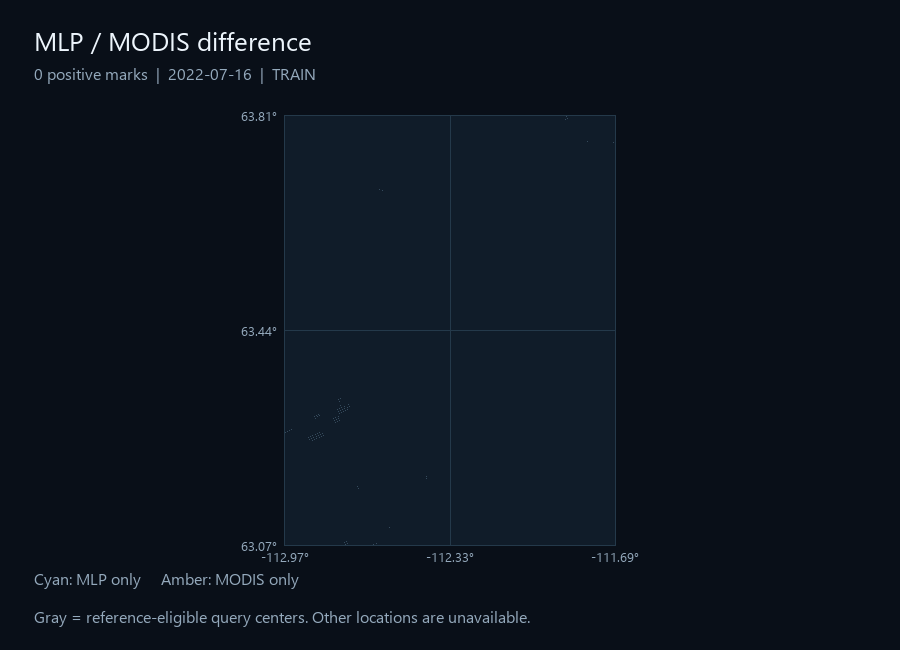 MLP / MODIS difference
0 positive marks | 2022-07-16 | TRAIN
63.81°
63.44°
63.07°
-112.97° -112.33° -111.69°
Cyan: MLP only Amber: MODIS only
Gray = reference-eligible query centers. Other locations are unavailable.